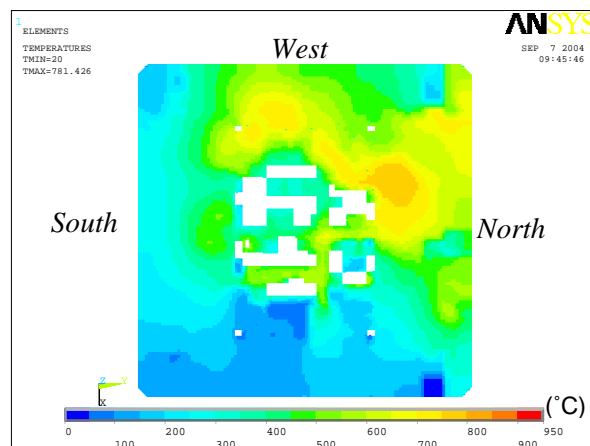 1
ELEMENTS
TEMPERATURES
TMIN=20
TMAX=781.426
ANSYS
SEP 7 2004
09:45:46
West
South
North
Z Y
X
(˚C)
0 200 300 400 500 600 700 800 950
100 900